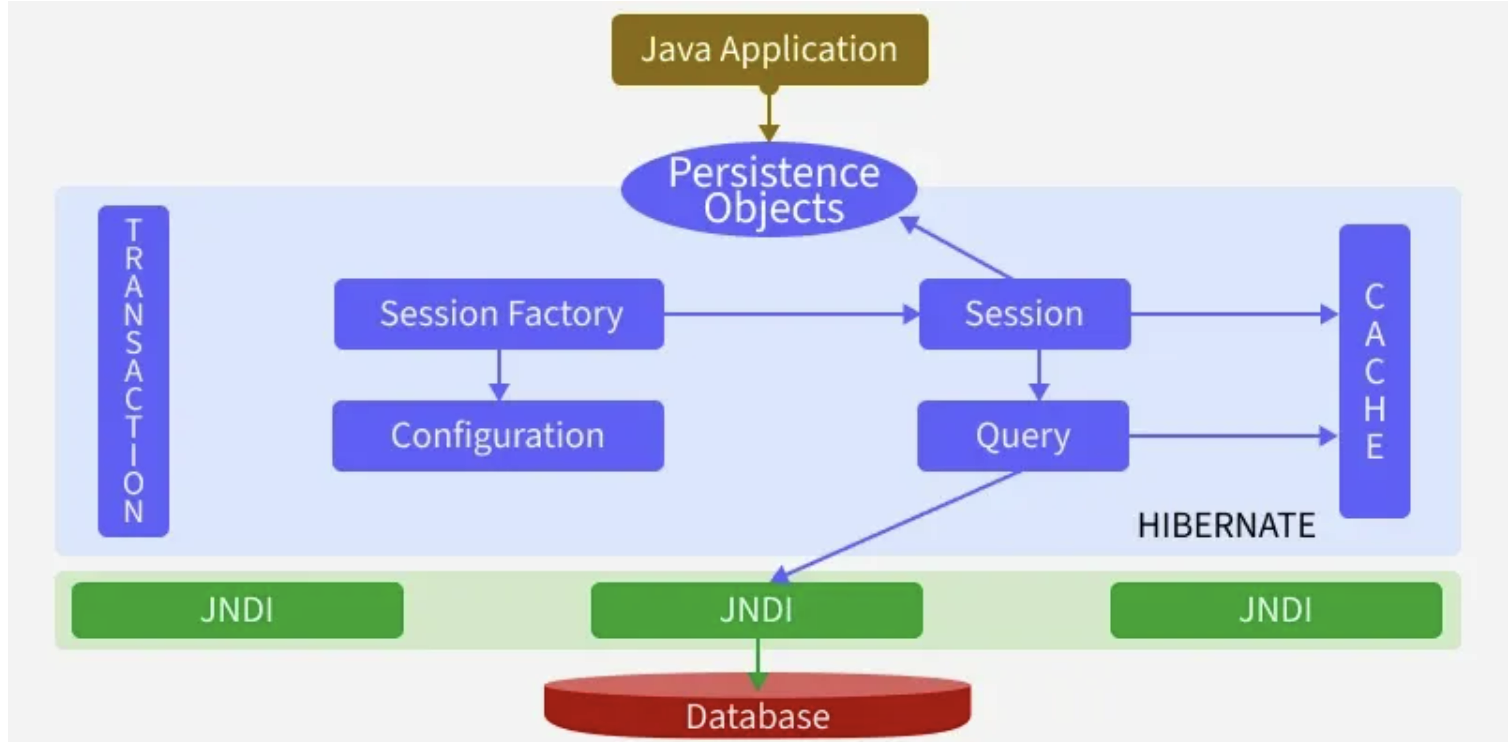 Java Application
Persistence
Objects
TRANSACTION
Session Factory
Session
CACHE
Configuration
Query
HIBERNATE
JNDI
JNDI
JNDI
Database